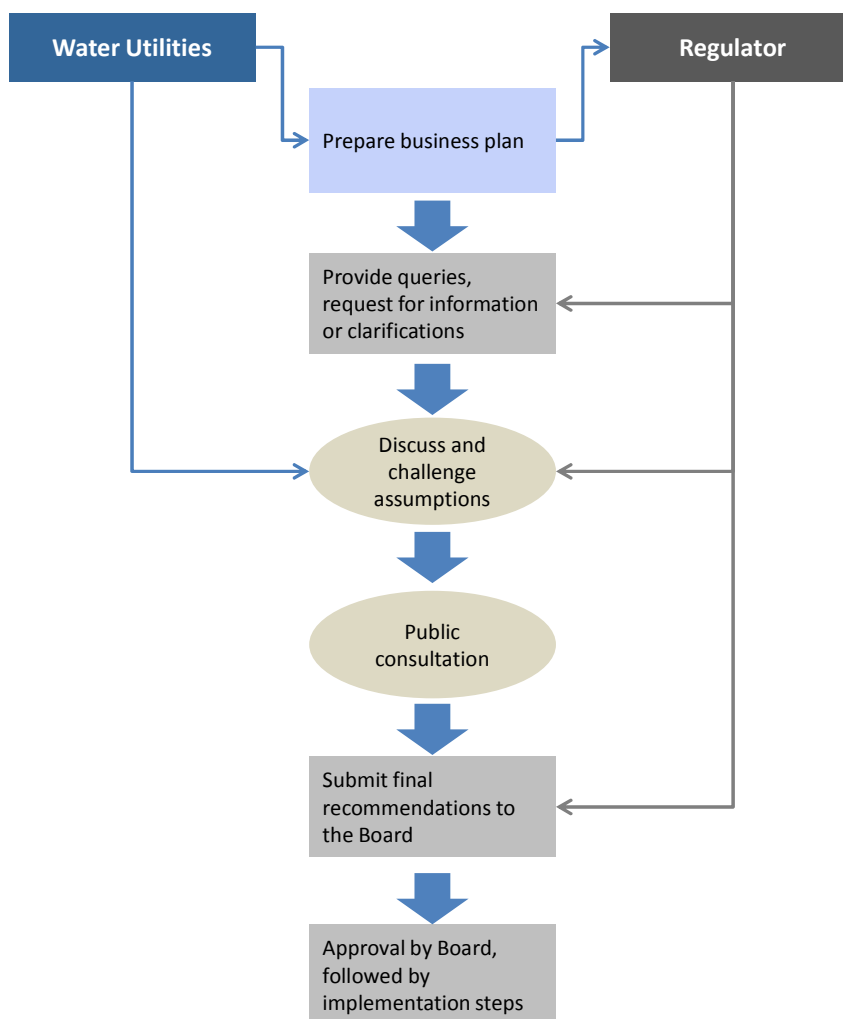 Water Utilities
Regulator
Prepare business plan
Provide queries,
request for information
or clarifications
Discuss and
challenge
assumptions
Public
consultation
Submit final
recommendations to
the Board
Approval by Board,
followed by
implementation steps